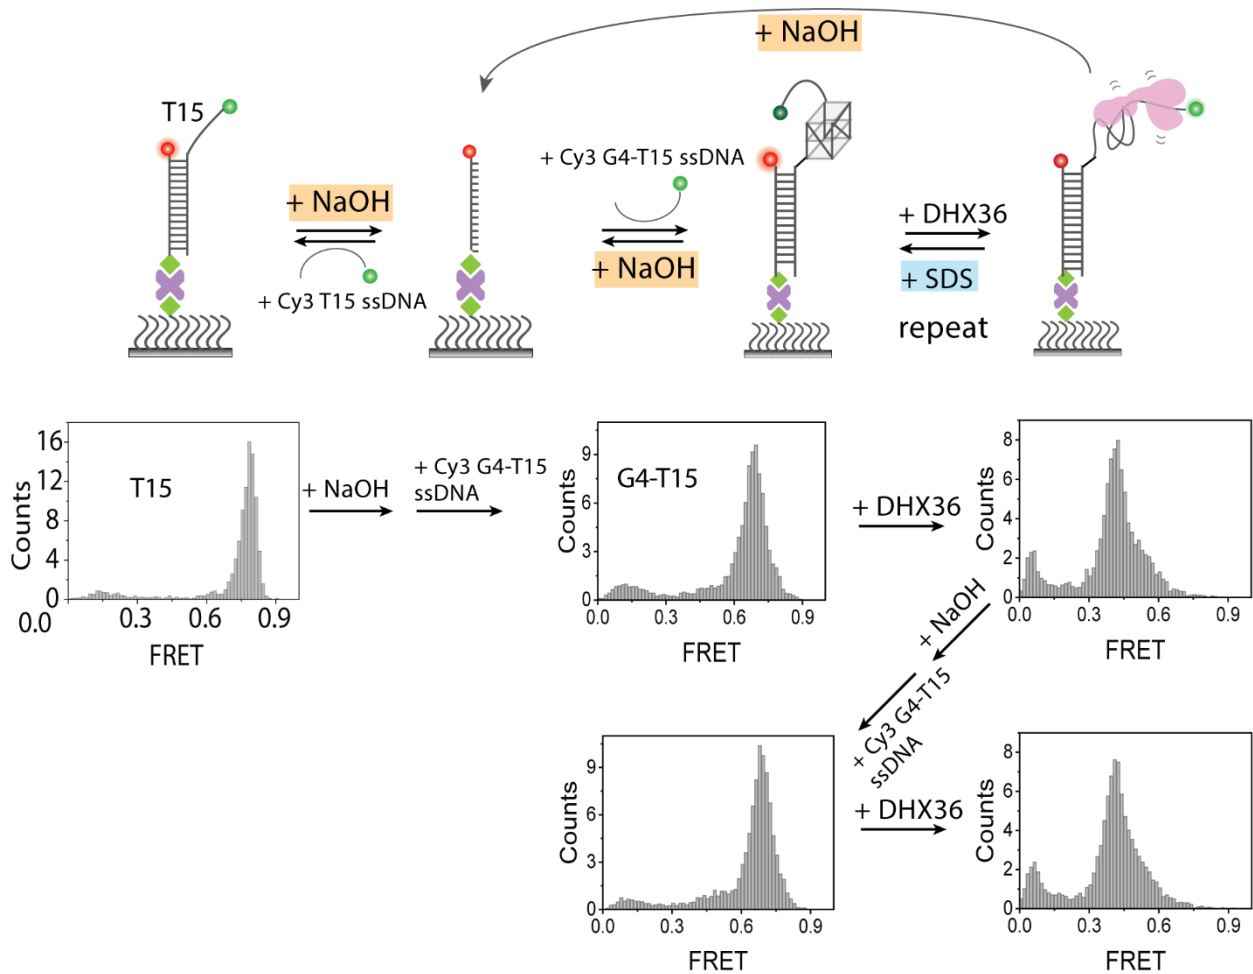 + NaOH
T15
+ Cy3 G4-T15 ssDNA
+ NaOH
+ NaOH
+ Cy3 T15 ssDNA
+ DHX36
+ SDS
repeat
16
12
8
4
0
Counts
T15
0.0
0.3
0.6
0.9
FRET
+ NaOH
+ Cy3 G4-T15
ssDNA
9
6
3
0
Counts
G4-T15
0.0
0.3
0.6
0.9
FRET
+ DHX36
8
6
4
2
0
Counts
0.0
0.3
0.6
0.9
FRET
+ NaOH
+ Cy3 G4-T15
ssDNA
9
6
3
0
Counts
0.0
0.3
0.6
0.9
FRET
+ DHX36
8
6
4
2
0
Counts
0.0
0.3
0.6
0.9
FRET